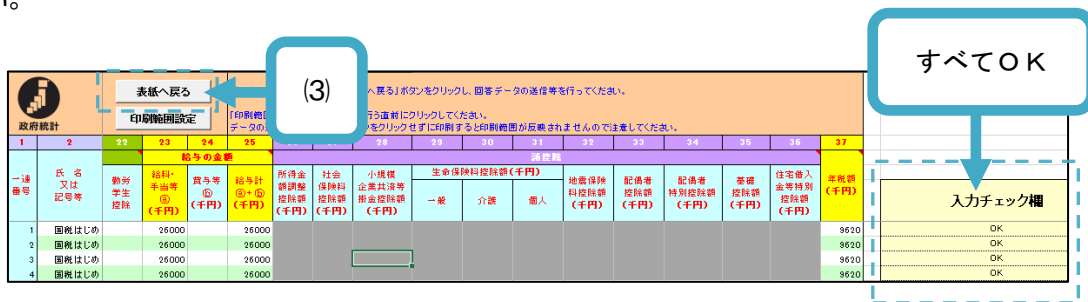 す。
すべてＯＫ
⑶
表紙へ戻る
へ戻る」ボタンをクリックし、回答データの送信等を行ってください。
印刷範囲設定
「印刷範囲
行う直前にクリックしてください。
政府統計
データの
をクリックせずに印刷すると印刷範囲が反映されませんので注意してください。
1 2 22 23 24 25 28 29 30 31 32 33 34 35 36 37
給与の金額 諸控除
一連番号
氏名又は記号等
勤労学生控除
給料・手当等ⓐ(千円)
賞与等ⓑ(千円)
給与計ⓐ+ⓑ(千円)
所得金額調整控除額(千円)
社会保険料控除額(千円)
小規模企業共済等掛金控除額(千円)
生命保険料控除額(千円)
一般 介護 個人
地震保険料控除額(千円)
配偶者控除額(千円)
配偶者特別控除額(千円)
基礎控除額(千円)
住宅借入金等特別控除額(千円)
年税額(千円)
入力チェック欄
1 国税はじめ 26000 26000 9620 OK
2 国税はじめ 26000 26000 9620 OK
3 国税はじめ 26000 26000 9620 OK
4 国税はじめ 26000 26000 9620 OK